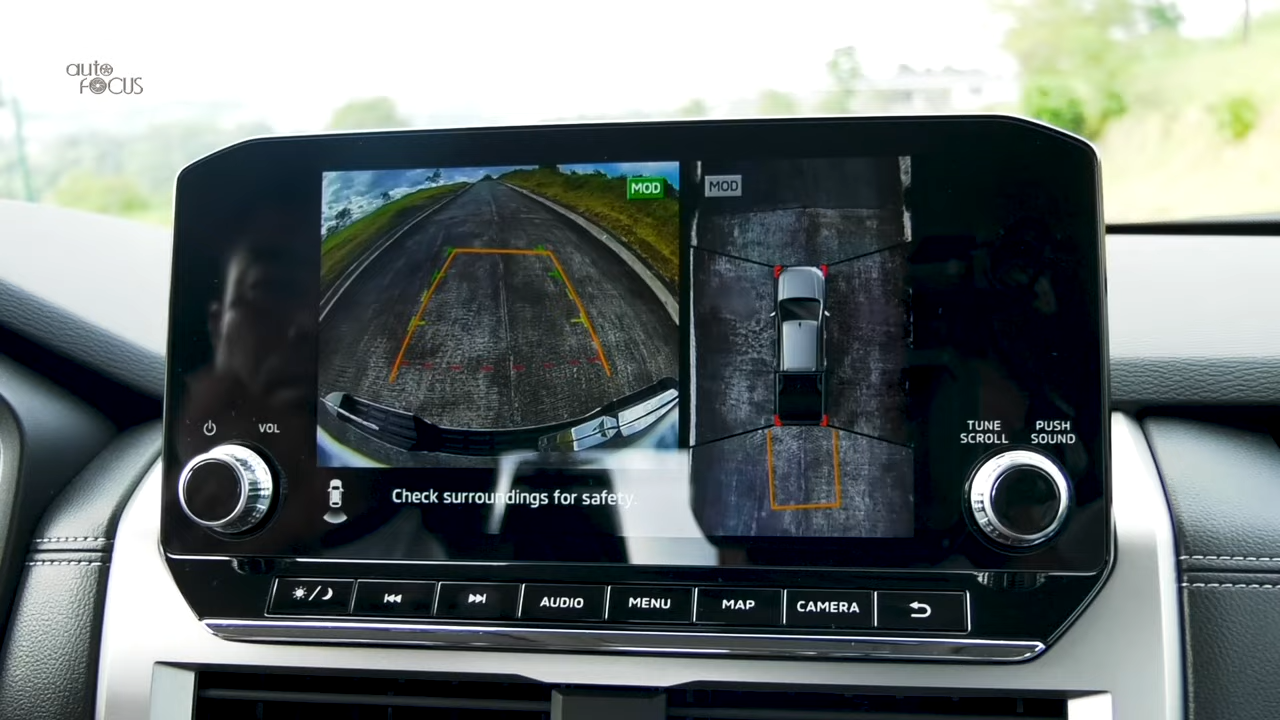 auto
FOCUS
MOD
MOD
VOL
TUNE
SCROLL
PUSH
SOUND
Check surroundings for safety.
AUDIO
MENU
MAP
CAMERA